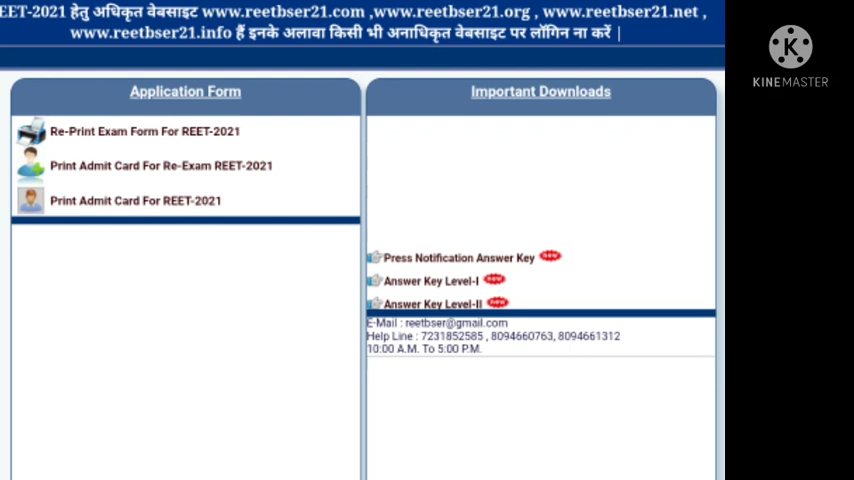 EET-2021 हेतु अधिकृत वेबसाइट www.reetbser21.com ,www.reetbser21.org , www.reetbser21.net ,
www.reetbser21.info हैं इनके अलावा किसी भी अनाधिकृत वेबसाइट पर लॉगिन ना करें |
KINEMASTER
Application Form
Re-Print Exam Form For REET-2021
Print Admit Card For Re-Exam REET-2021
Print Admit Card For REET-2021
Important Downloads
Press Notification Answer Key new
Answer Key Level-I new
Answer Key Level-II new
E-Mail : reetbser@gmail.com
Help Line : 7231852585 , 8094660763, 8094661312
10:00 A.M. To 5:00 P.M.